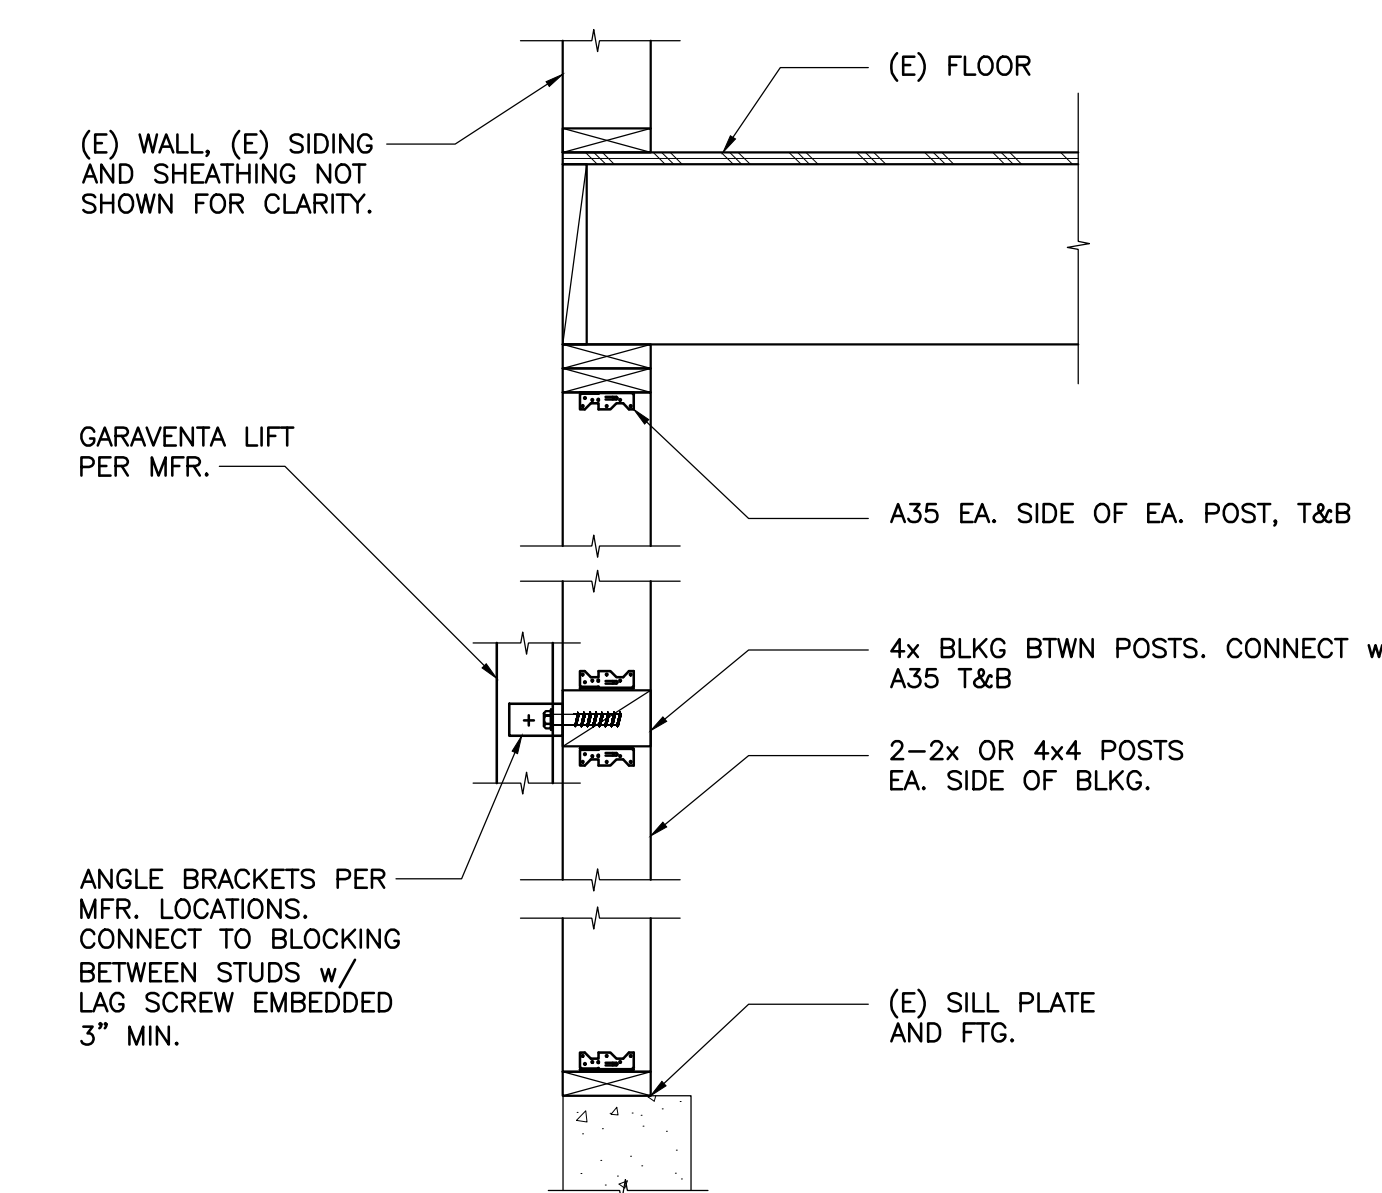 (E) FLOOR
(E) WALL, (E) SIDING
AND SHEATHING NOT
SHOWN FOR CLARITY.
GARAVENTA LIFT
PER MFR.
A35 EA. SIDE OF EA. POST, T&B
4x BLKG BTWN POSTS. CONNECT w
A35 T&B
2-2x OR 4x4 POSTS
EA. SIDE OF BLKG.
ANGLE BRACKETS PER
MFR. LOCATIONS.
CONNECT TO BLOCKING
BETWEEN STUDS w/
LAG SCREW EMBEDDED
3" MIN.
(E) SILL PLATE
AND FTG.